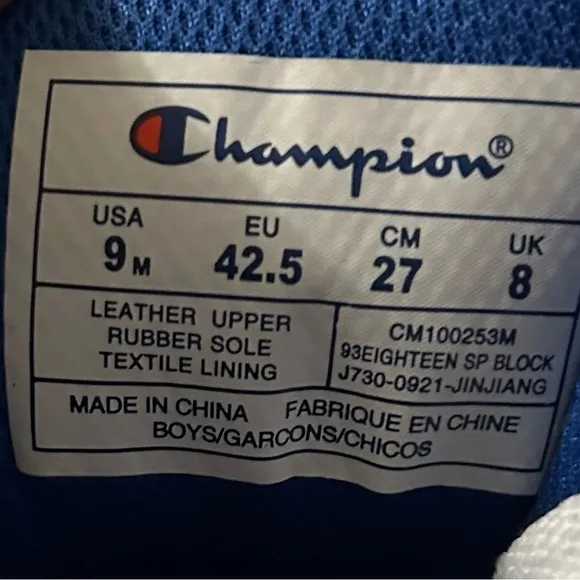 Champion®
USA EU CM UK
9 M 42.5 27 8
LEATHER UPPER
RUBBER SOLE
TEXTILE LINING
CM100253M
93EIGHTEEN SP BLOCK
J730-0921-JINJIANG
MADE IN CHINA FABRIQUE EN CHINE
BOYS/GARCONS/CHICOS